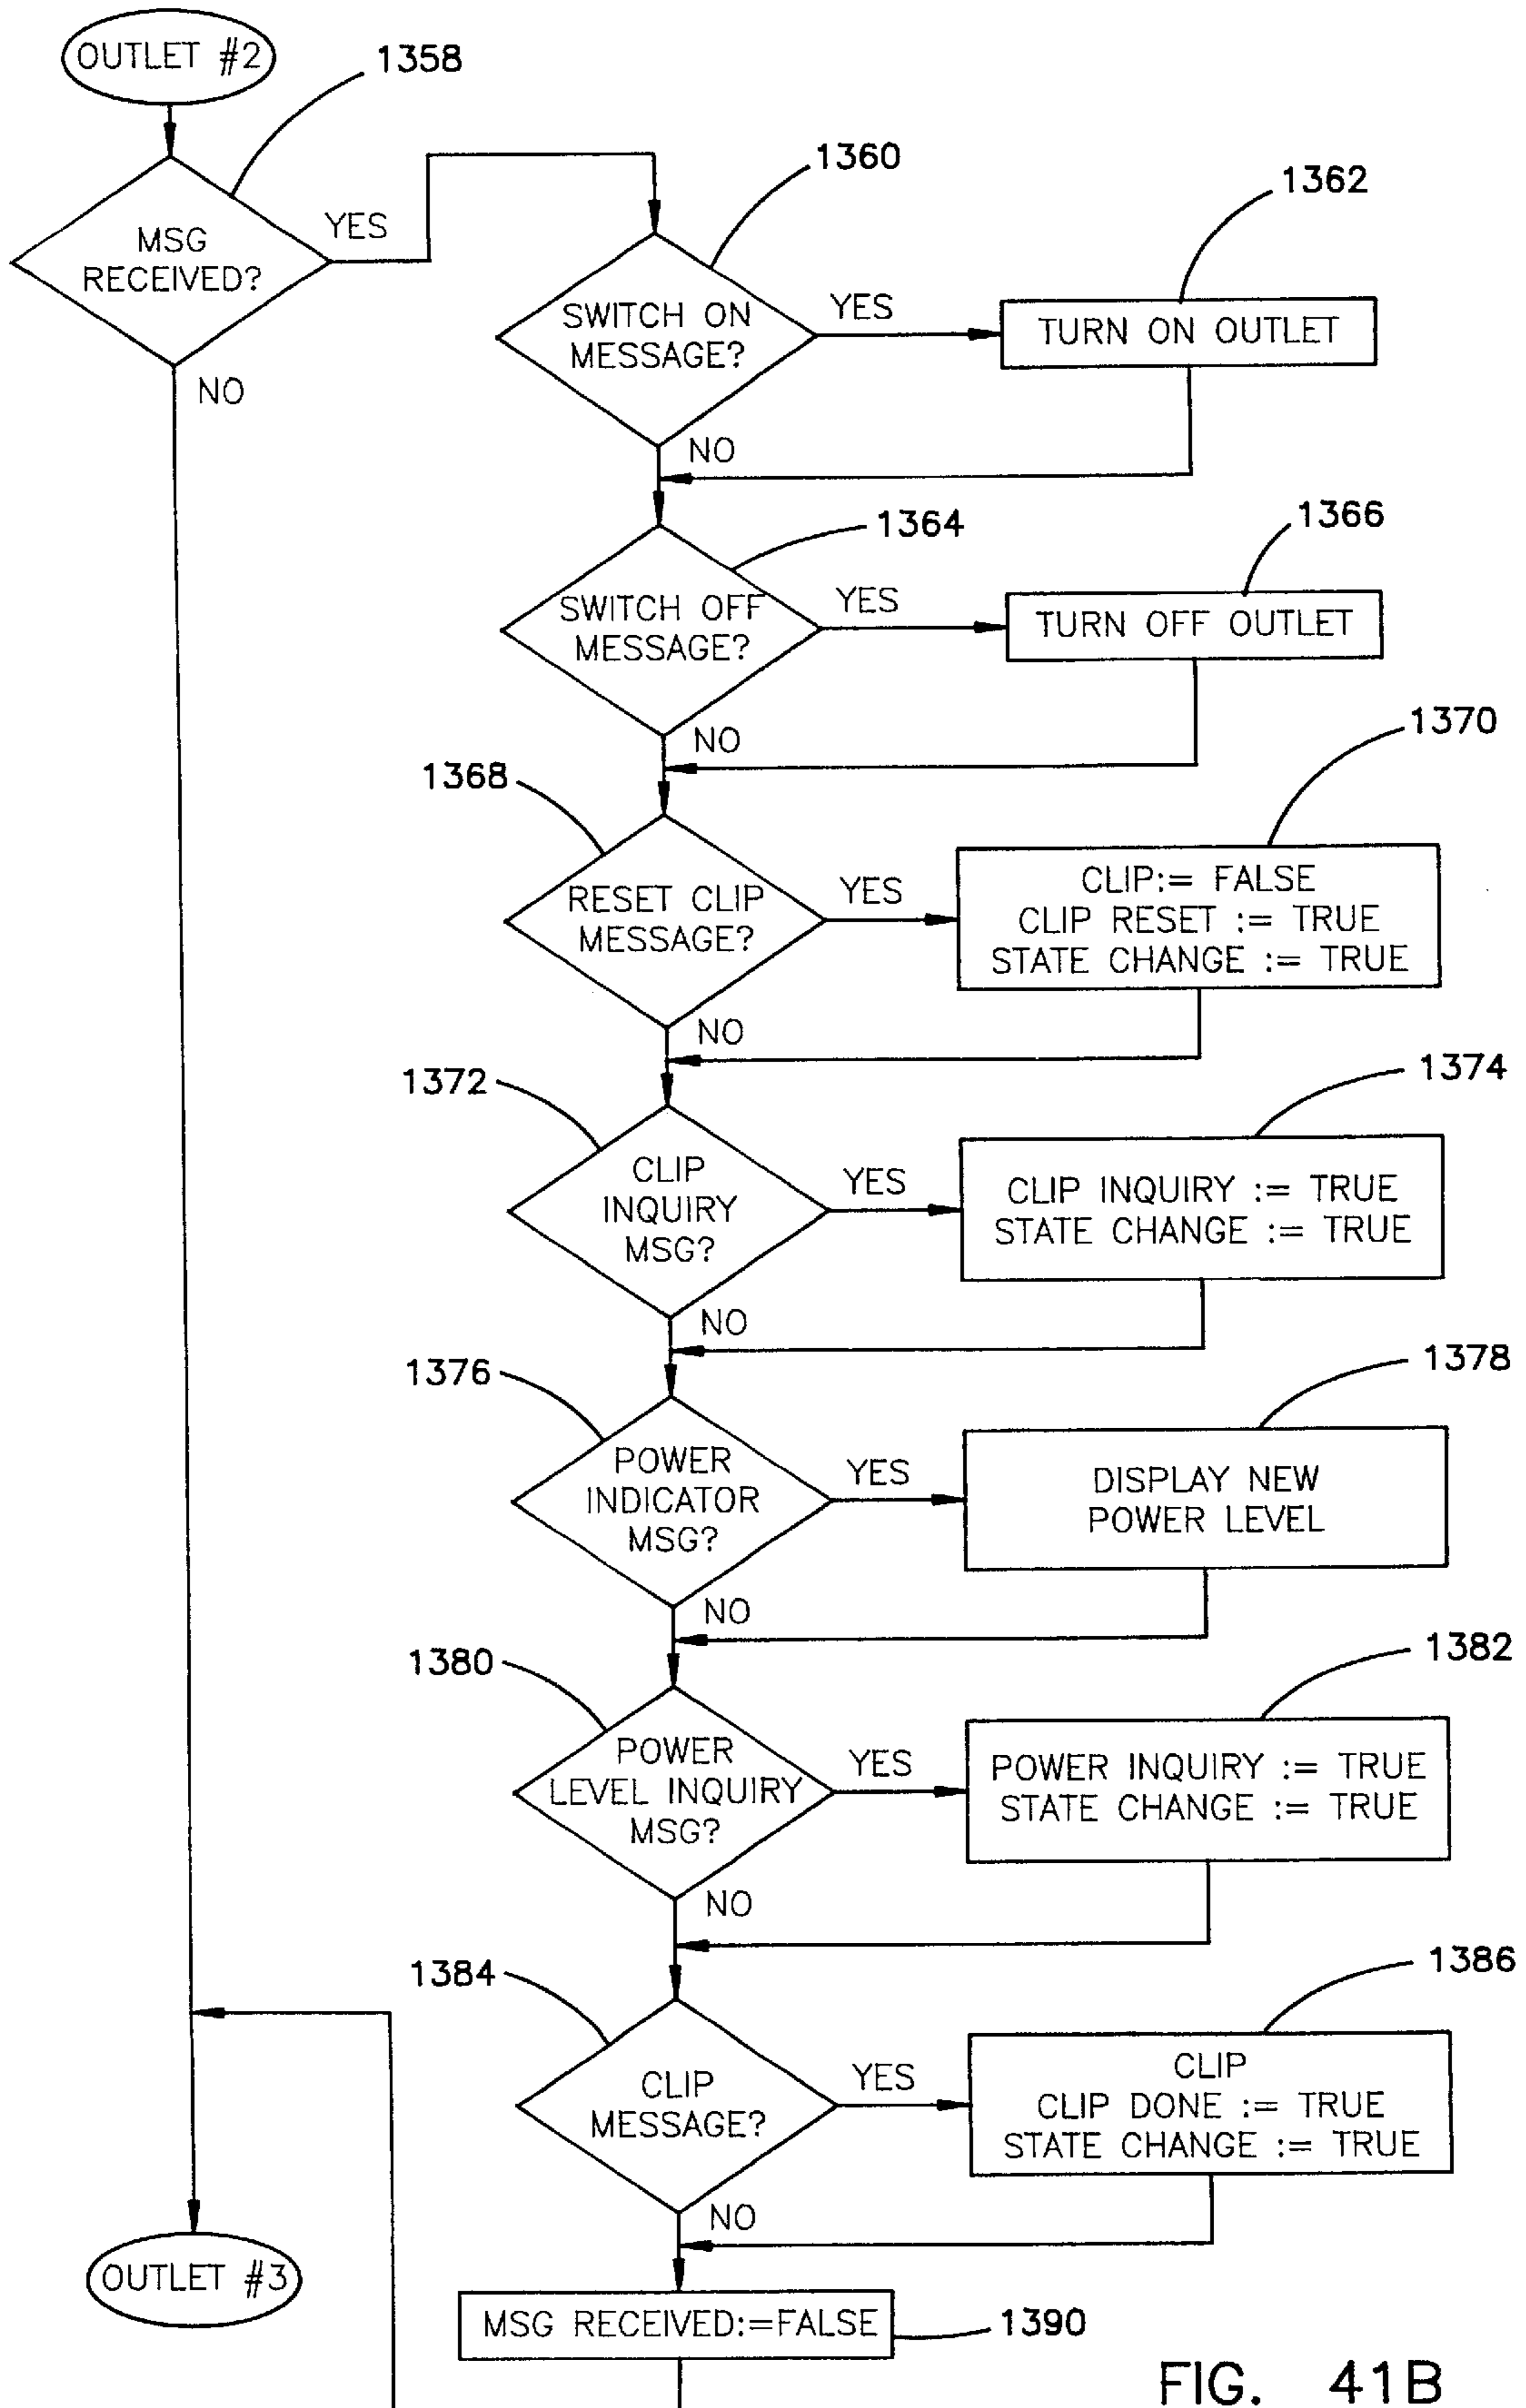 OUTLET #2
1358
MSG
RECEIVED?
YES
NO
1360
SWITCH ON
MESSAGE?
YES
NO
1362
TURN ON OUTLET
1364
SWITCH OFF
MESSAGE?
YES
NO
1366
TURN OFF OUTLET
1368
RESET CLIP
MESSAGE?
YES
NO
1370
CLIP:= FALSE
CLIP RESET := TRUE
STATE CHANGE := TRUE
1372
CLIP
INQUIRY
MSG?
YES
NO
1374
CLIP INQUIRY := TRUE
STATE CHANGE := TRUE
1376
POWER
INDICATOR
MSG?
YES
NO
1378
DISPLAY NEW
POWER LEVEL
1380
POWER
LEVEL INQUIRY
MSG?
YES
NO
1382
POWER INQUIRY := TRUE
STATE CHANGE := TRUE
1384
CLIP
MESSAGE?
YES
NO
1386
CLIP
CLIP DONE := TRUE
STATE CHANGE := TRUE
OUTLET #3
MSG RECEIVED:=FALSE
1390
FIG. 41B